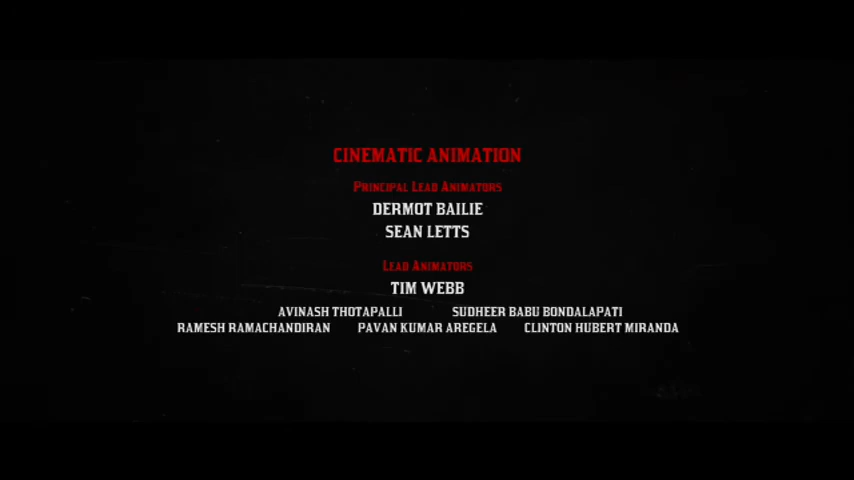 CINEMATIC ANIMATION
PRINCIPAL LEAD ANIMATORS
DERMOT BAILIE
SEAN LETTS
LEAD ANIMATORS
TIM WEBB
AVINASH THOTAPALLI SUDHEER BABU BONDALAPATI
RAMESH RAMACHANDIRAN PAVAN KUMAR AREGELA CLINTON HUBERT MIRANDA